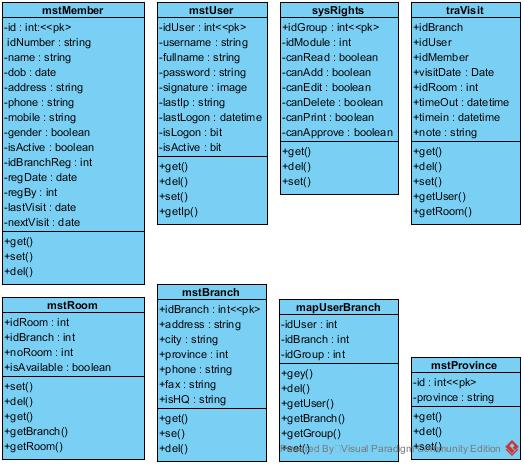 mstMember
-id : int:<<pk>
idNumber : string
-name : string
-dob : date
-address : string
-phone : string
-mobile : string
-gender : boolean
-isActive : boolean
-idBranchReg : int
-regDate : date
-regBy : int
-lastVisit : date
-nextVisit : date
+get()
+set()
+del()
mstUser
-idUser : int<<pk>
-username : string
-fullname : string
-password : string
-signature : image
-lastIp : string
-lastLogon : datetime
-isLogon : bit
-isActive : bit
+get()
+del()
+set()
+getIp()
sysRights
+idGroup : int<<pk>
-idModule : int
-canRead : boolean
-canAdd : boolean
-canEdit : boolean
-canDelete : boolean
-canPrint : boolean
-canApprove : boolean
+get()
+del()
+set()
traVisit
+idBranch
+idUser
+idMember
+visitDate : Date
+idRoom : int
+timeOut : datetime
+timein : datetime
+note : string
+get()
+del()
+set()
+getUser()
+getRoom()
mstRoom
+idRoom : int
+idBranch : int
+noRoom : int
+isAvailable : boolean
+set()
+del()
+get()
+getBranch()
+getRoom()
mstBranch
+idBranch : int<<pk>
+address : string
+city : string
+province : int
+phone : string
+fax : string
+isHQ : string
+get()
+se()
+del()
mapUserBranch
-idUser : int
-idBranch : int
-idGroup : int
+gey()
+del()
+getUser()
+getBranch()
+getGroup()
+set()
mstProvince
-id : int<<pk>
-province : string
+get()
+del()
+set()
Powered By Visual Paradigm Community Edition